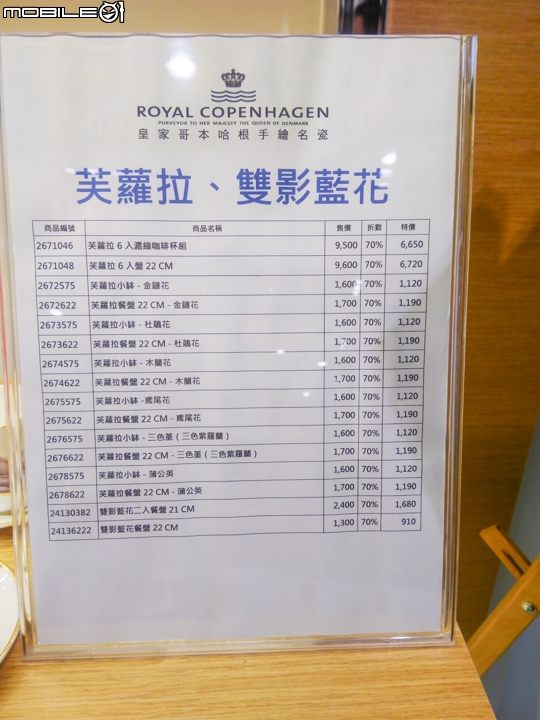 MOBILE01
ROYAL COPENHAGEN
PURVEYOR TO HER MAJESTY THE QUEEN OF DENMARK
皇家哥本哈根手繪名瓷
芙蘿拉、雙影藍花
商品編號 商品名稱 售價 折數 特價
2671046 芙蘿拉 6 入濃縮咖啡杯組 9,500 70% 6,650
2671048 芙蘿拉 6 入盤 22 CM 9,600 70% 6,720
2672575 芙蘿拉小缽 - 金鏈花 1,600 70% 1,120
2672622 芙蘿拉餐盤 22 CM - 金鏈花 1,700 70% 1,190
2673575 芙蘿拉小缽 - 杜鵑花 1,600 70% 1,120
2673622 芙蘿拉餐盤 22 CM - 杜鵑花 1,700 70% 1,190
2674575 芙蘿拉小缽 - 木蘭花 1,600 70% 1,120
2674622 芙蘿拉餐盤 22 CM - 木蘭花 1,700 70% 1,190
2675575 芙蘿拉小缽 -鳶尾花 1,600 70% 1,120
2675622 芙蘿拉餐盤 22 CM - 鳶尾花 1,700 70% 1,190
2676575 芙蘿拉小缽 - 三色堇 ( 三色紫羅蘭 ) 1,600 70% 1,120
2676622 芙蘿拉餐盤 22 CM - 三色堇 ( 三色紫羅蘭 ) 1,700 70% 1,190
2678575 芙蘿拉小缽 - 蒲公英 1,600 70% 1,120
2678622 芙蘿拉餐盤 22 CM - 蒲公英 1,700 70% 1,190
24130382 雙影藍花二入餐盤 21 CM 2,400 70% 1,680
24136222 雙影藍花餐盤 22 CM 1,300 70% 910